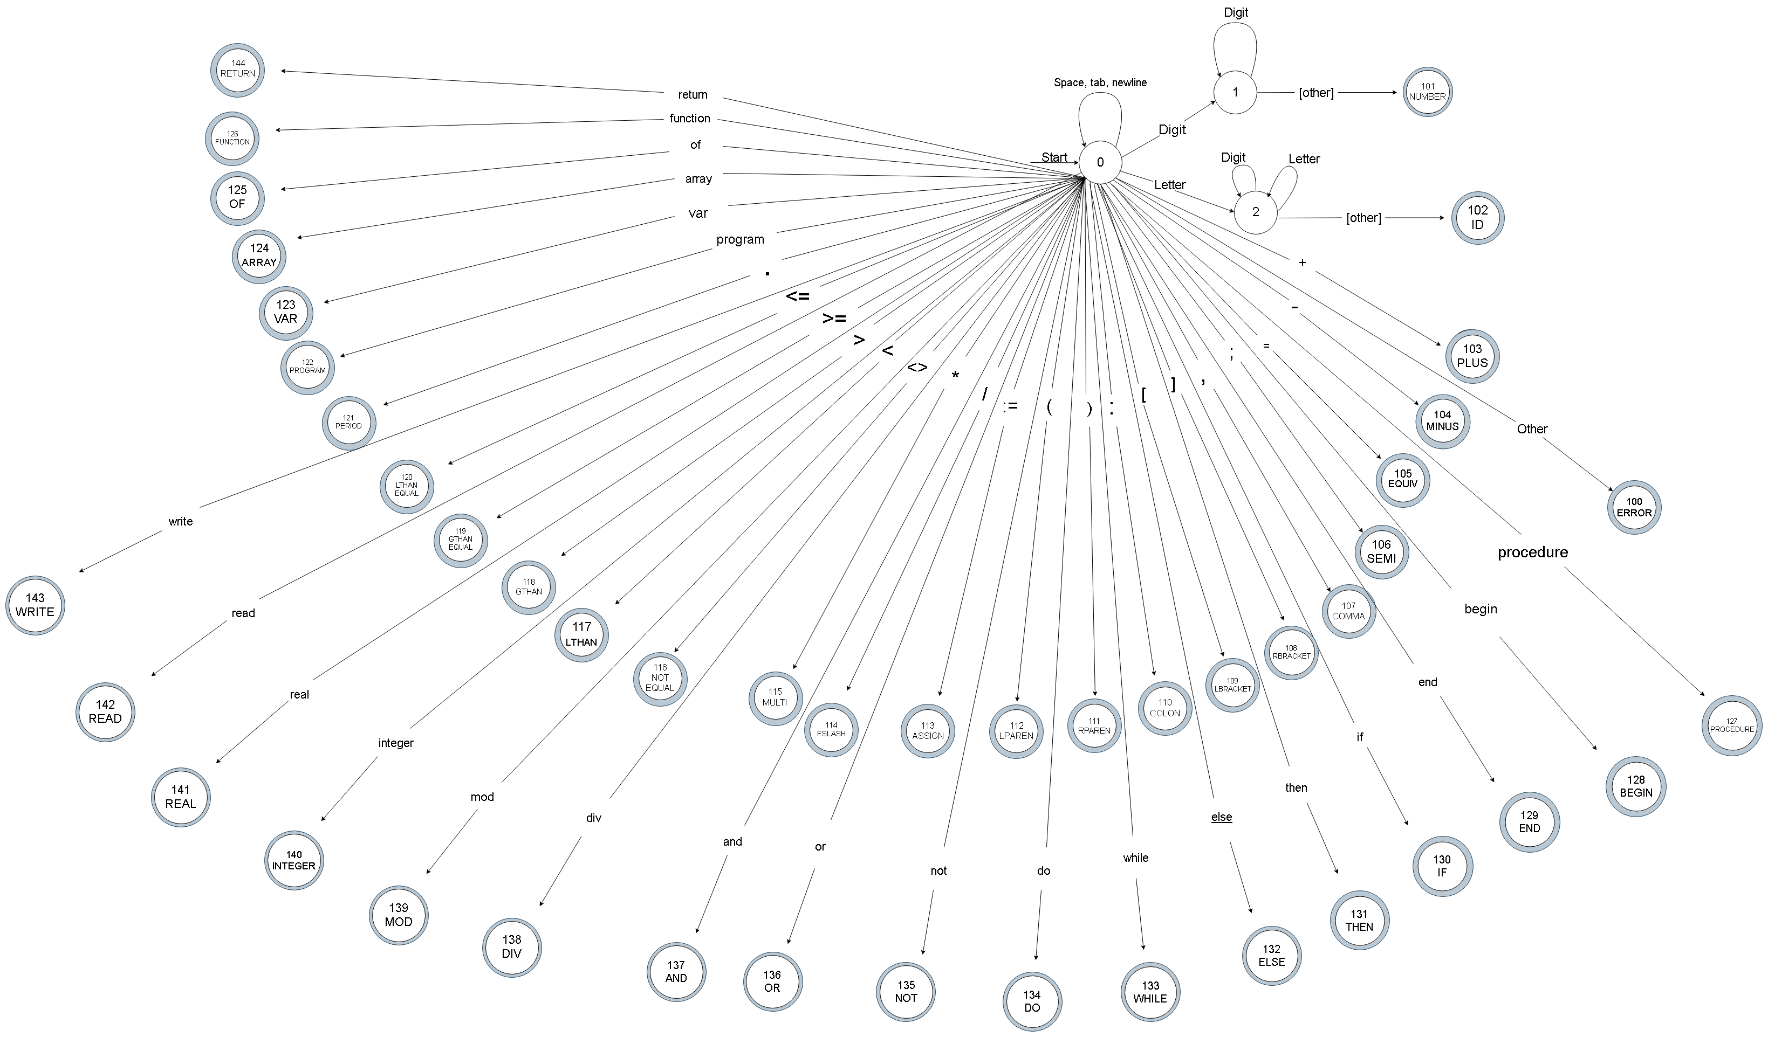 Digit
144
RETURN
Space, tab, newline
1
[other]
101
NUMBER
return
function
126
FUNCTION
Digit
of
Start
0
Digit
Letter
array
Letter
125
OF
2
[other]
102
ID
var
program
124
ARRAY
+
.
<=
123
VAR
-
>=
>
<
;
=
103
PLUS
122
PROGRAM
<>
*
/
:=
(
)
:
[
]
,
121
PERIOD
104
MINUS
Other
120
LTHAN
EQUAL
105
EQUIV
100
ERROR
write
119
GTHAN
EQUAL
106
SEMI
procedure
118
GTHAN
143
WRITE
read
117
LTHAN
107
COMMA
begin
116
NOT
EQUAL
108
RBRACKET
109
LBRACKET
end
142
READ
real
115
MULTI
110
COLON
114
FSLASH
113
ASSIGN
112
LPAREN
111
RPAREN
127
PROCEDURE
integer
if
141
REAL
mod
then
128
BEGIN
div
else
129
END
and
or
while
140
INTEGER
not
do
130
IF
139
MOD
131
THEN
138
DIV
132
ELSE
137
AND
136
OR
135
NOT
134
DO
133
WHILE